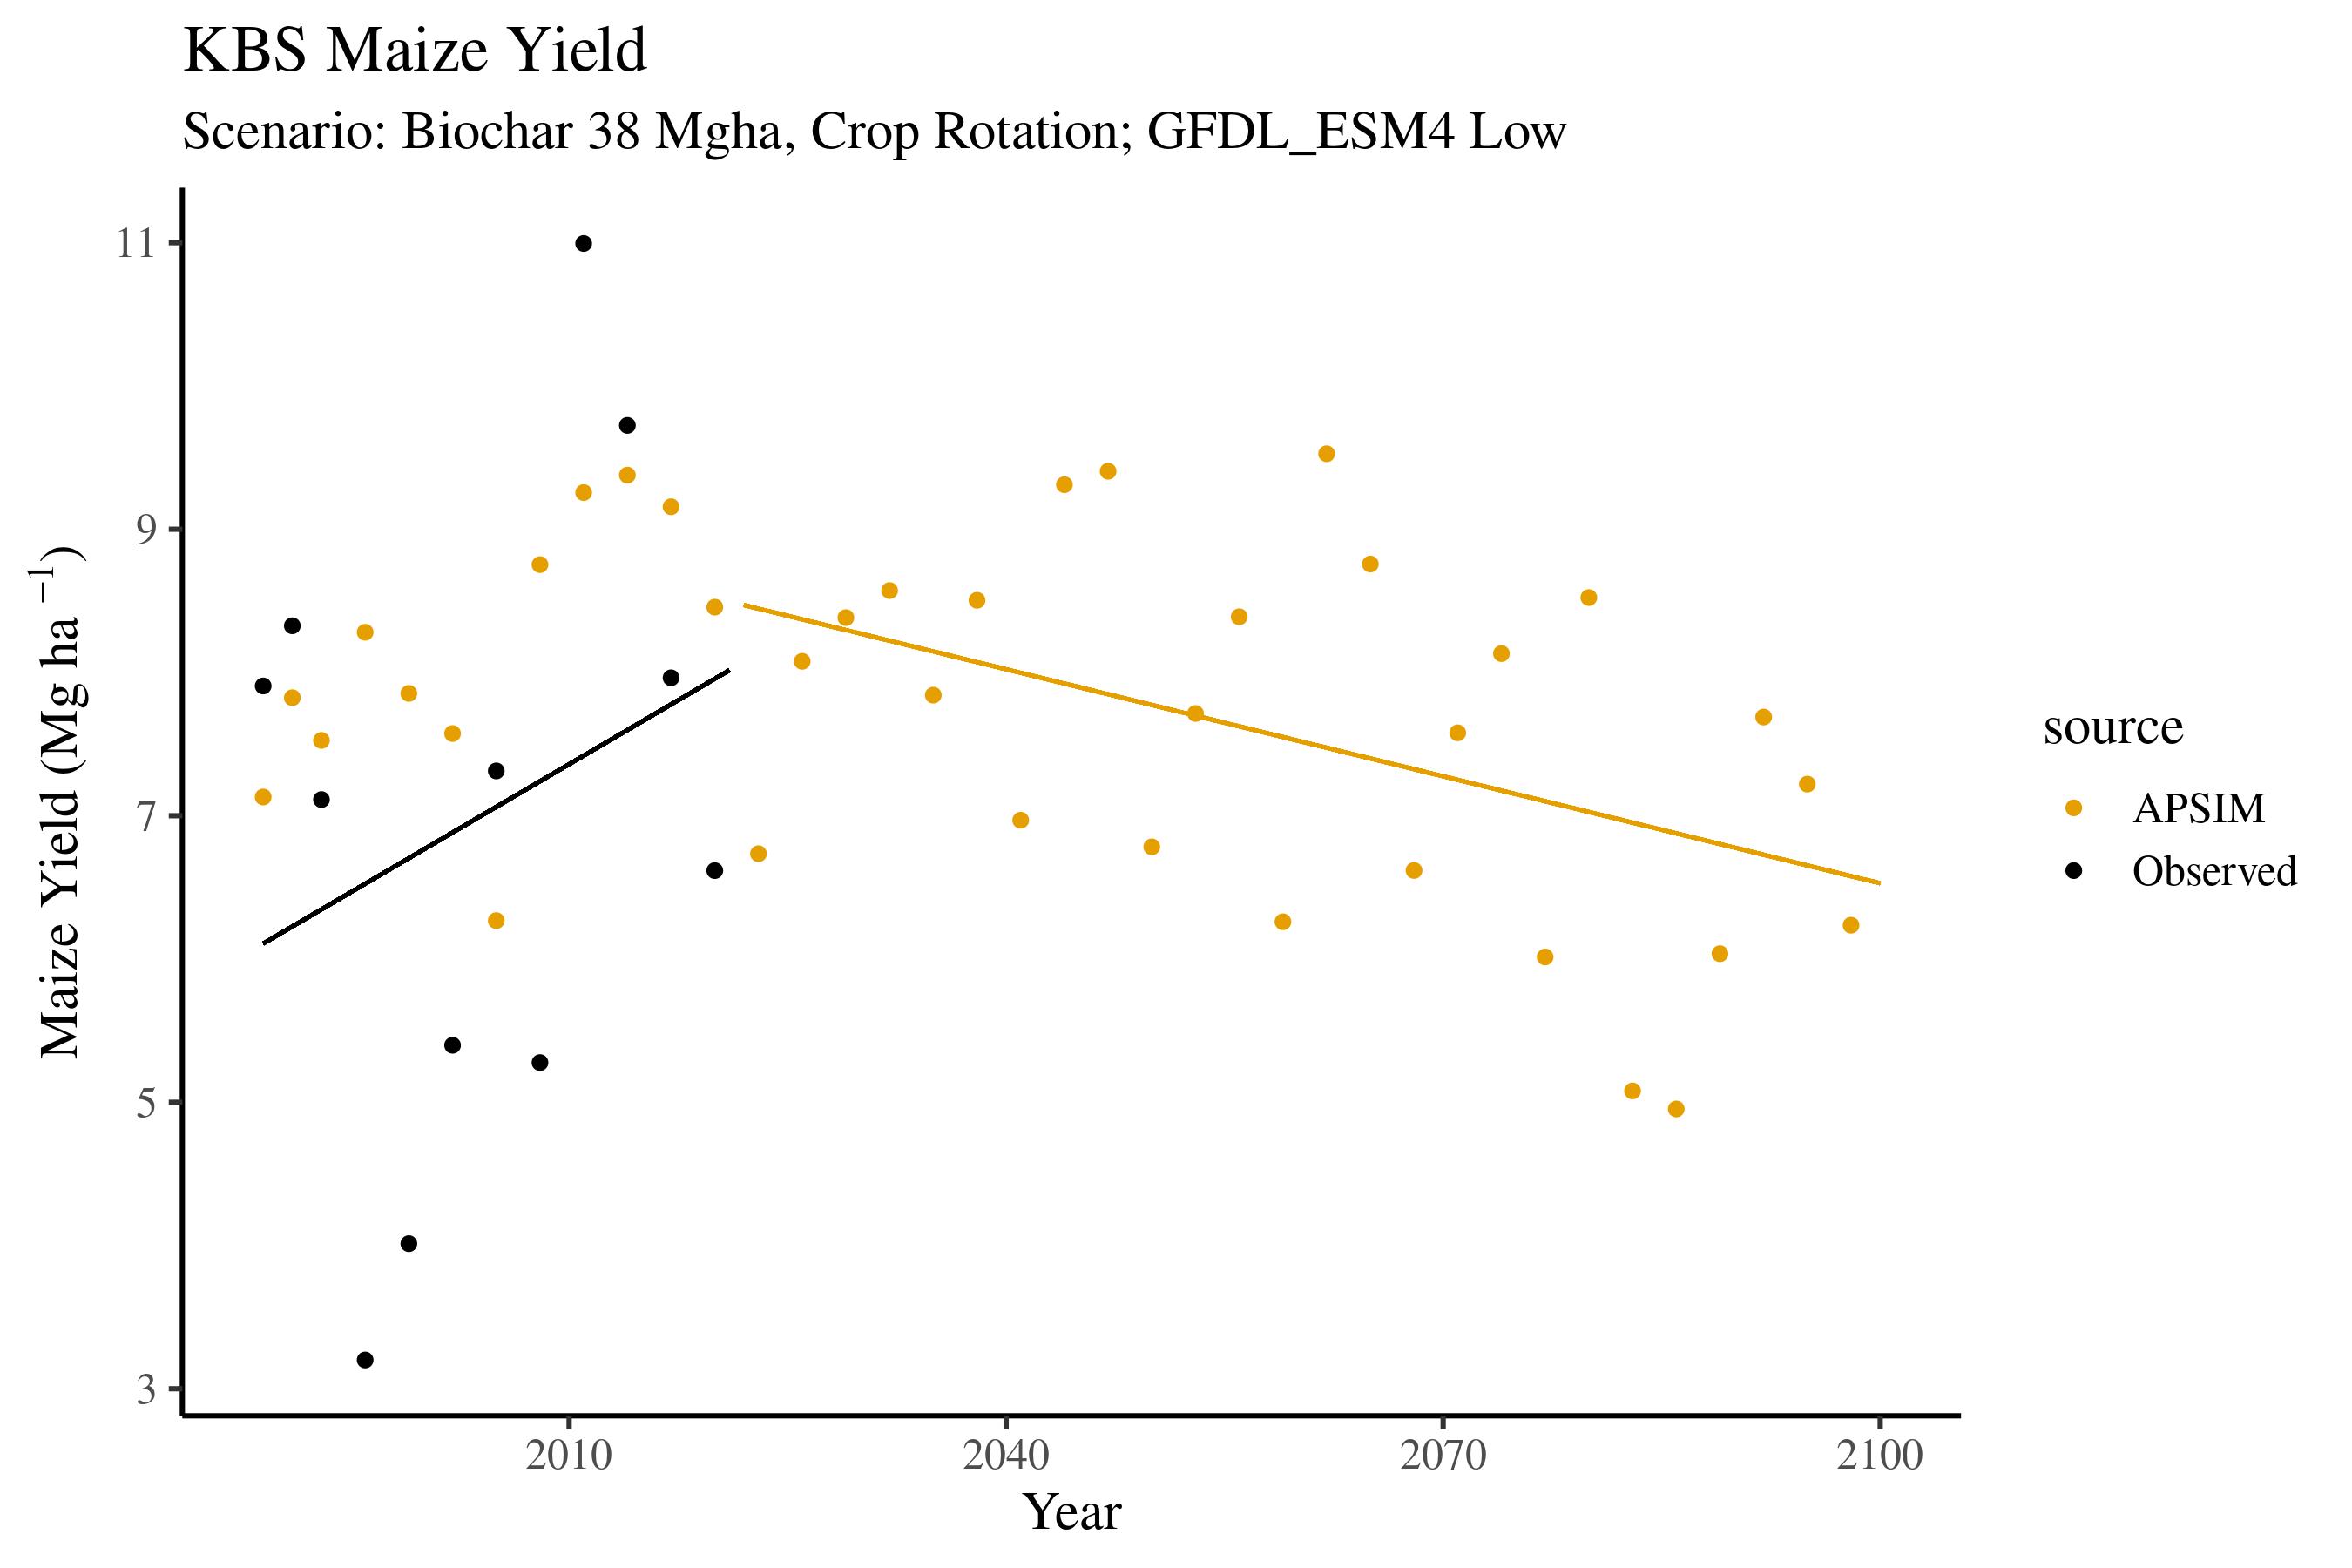 KBS Maize Yield
Scenario: Biochar 38 Mgha, Crop Rotation; GFDL_ESM4 Low
Maize Yield (Mg ha⁻¹)
11
9
7
5
3
2010
2040
2070
2100
Year
source
APSIM
Observed